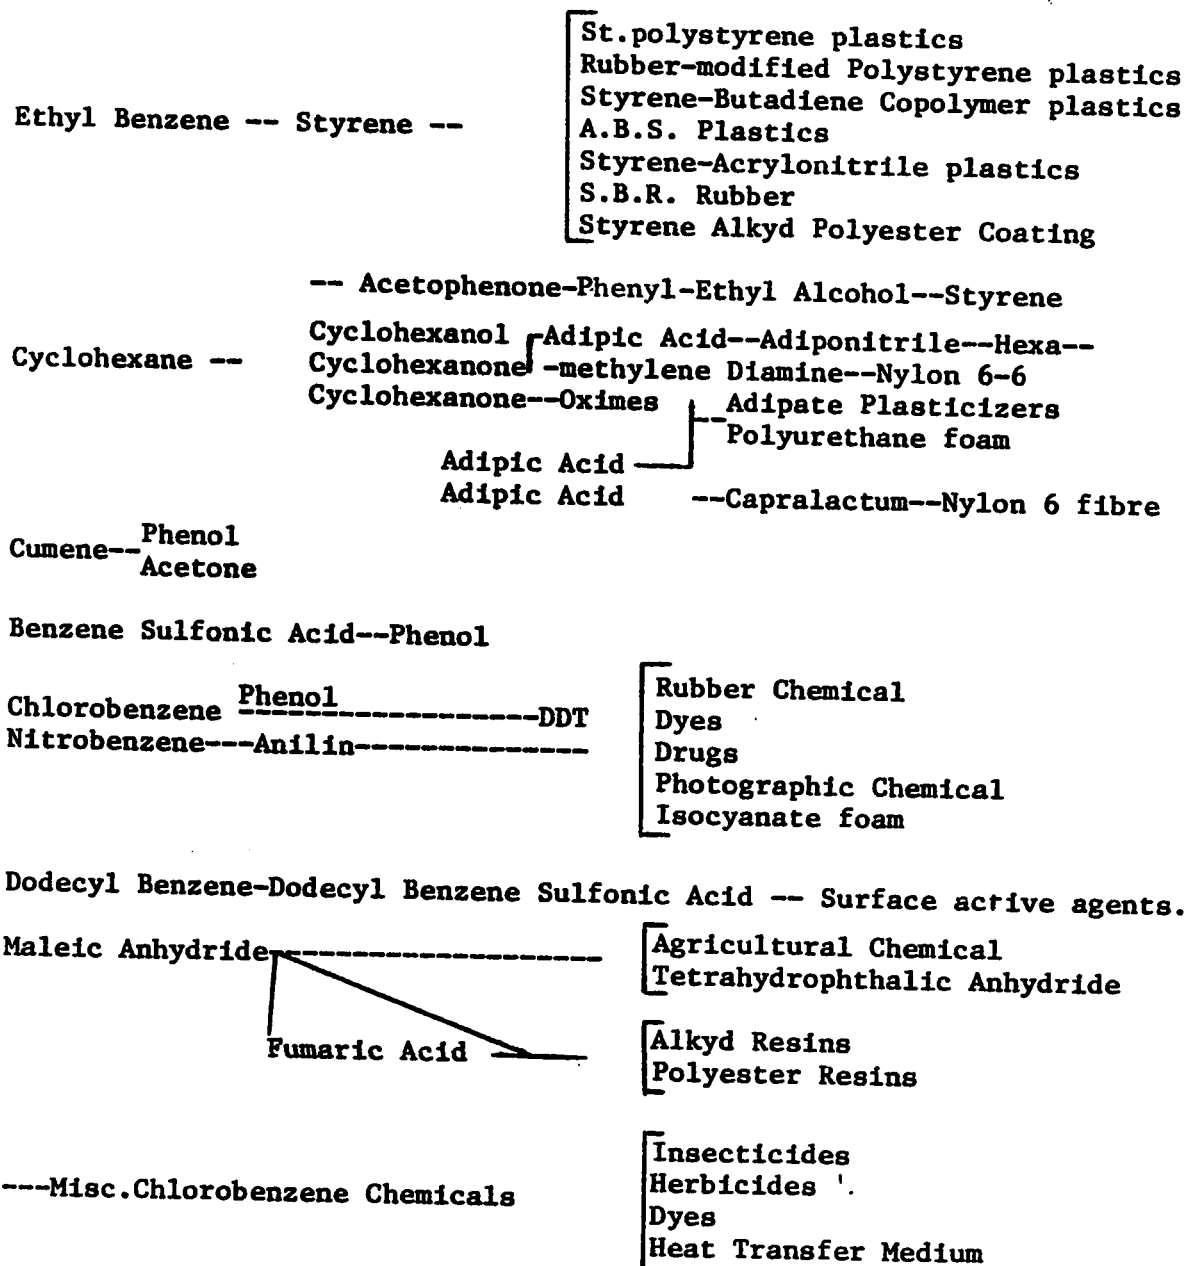 St.polystyrene plastics
Rubber-modified Polystyrene plastics
Styrene-Butadiene Copolymer plastics
Ethyl Benzene -- Styrene --
A.B.S. Plastics
Styrene-Acrylonitrile plastics
S.B.R. Rubber
Styrene Alkyd Polyester Coating
-- Acetophenone-Phenyl-Ethyl Alcohol--Styrene
Cyclohexanol Adipic Acid--Adiponitrile--Hexa--
Cyclohexane -- Cyclohexanone -methylene Diamine--Nylon 6-6
Cyclohexanone--Oximes -- Adipate Plasticizers
Polyurethane foam
Adipic Acid
Adipic Acid --Capralactum--Nylon 6 fibre
Cumene-- Phenol
Acetone
Benzene Sulfonic Acid--Phenol
Chlorobenzene Phenol ------------------DDT
Nitrobenzene---Anilin---------------
Rubber Chemical
Dyes
Drugs
Photographic Chemical
Isocyanate foam
Dodecyl Benzene-Dodecyl Benzene Sulfonic Acid -- Surface active agents.
Maleic Anhydride--------------------- Agricultural Chemical
Tetrahydrophthalic Anhydride
Fumaric Acid Alkyd Resins
Polyester Resins
---Misc.Chlorobenzene Chemicals
Insecticides
Herbicides '.
Dyes
Heat Transfer Medium